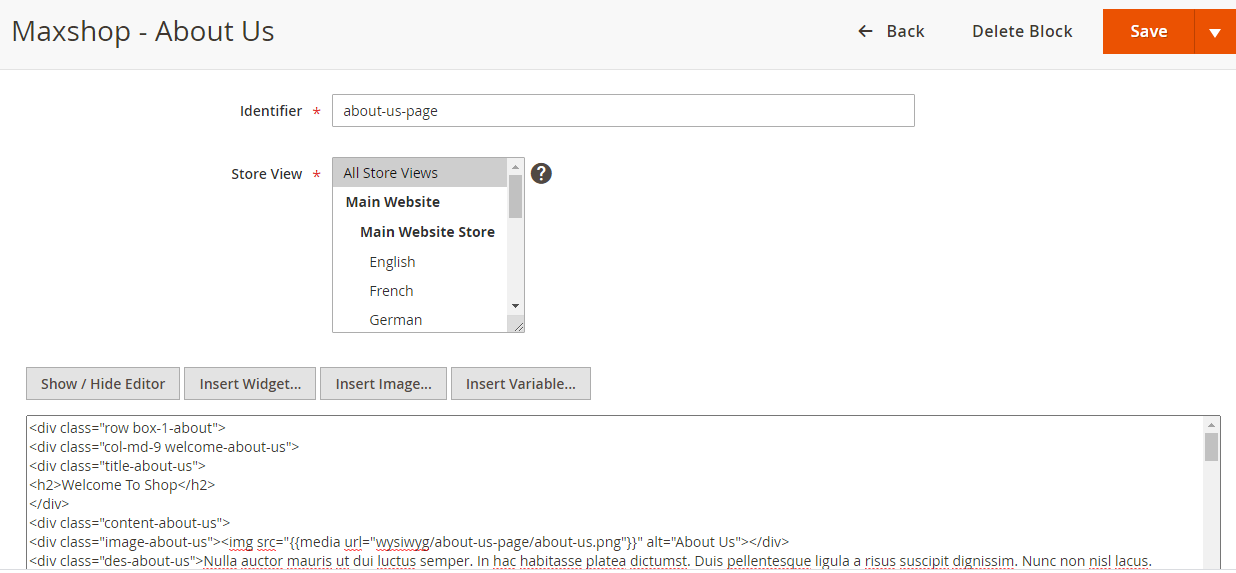 Maxshop - About Us
← Back
Delete Block
Save
Identifier *
about-us-page
Store View *
All Store Views
?
Main Website
Main Website Store
English
French
German
Show / Hide Editor
Insert Widget...
Insert Image...
Insert Variable...
<div class="row box-1-about">
<div class="col-md-9 welcome-about-us">
<div class="title-about-us">
<h2>Welcome To Shop</h2>
</div>
<div class="content-about-us">
<div class="image-about-us"><img src="{{media url="wysiwyg/about-us-page/about-us.png"}}" alt="About Us"></div>
<div class="des-about-us">Nulla auctor mauris ut dui luctus semper. In hac habitasse platea dictumst. Duis pellentesque ligula a risus suscipit dignissim. Nunc non nisl lacus.